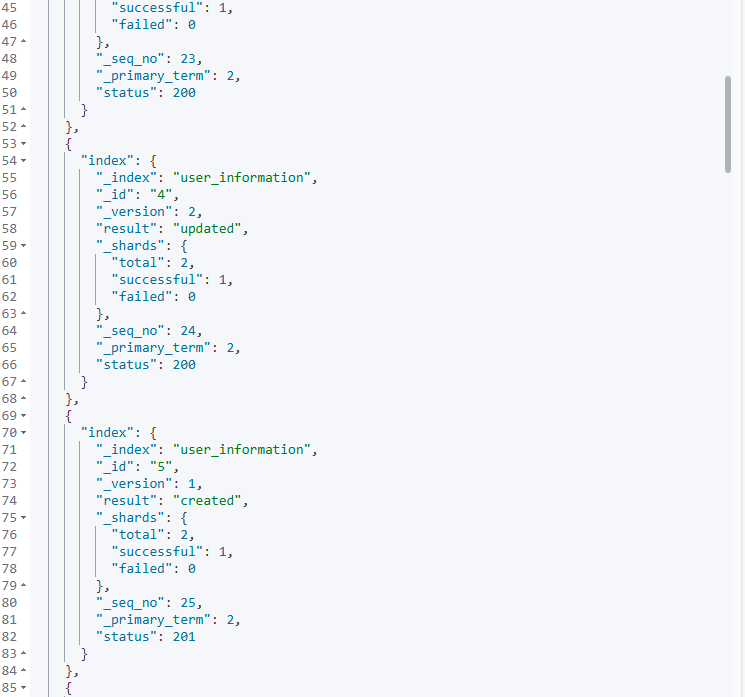 45 "successful": 1,
46 "failed": 0
47 },
48 "_seq_no": 23,
49 "_primary_term": 2,
50 "status": 200
51 }
52 },
53 {
54 "index": {
55 "_index": "user_information",
56 "_id": "4",
57 "_version": 2,
58 "result": "updated",
59 "_shards": {
60 "total": 2,
61 "successful": 1,
62 "failed": 0
63 },
64 "_seq_no": 24,
65 "_primary_term": 2,
66 "status": 200
67 }
68 },
69 {
70 "index": {
71 "_index": "user_information",
72 "_id": "5",
73 "_version": 1,
74 "result": "created",
75 "_shards": {
76 "total": 2,
77 "successful": 1,
78 "failed": 0
79 },
80 "_seq_no": 25,
81 "_primary_term": 2,
82 "status": 201
83 }
84 },
85 {